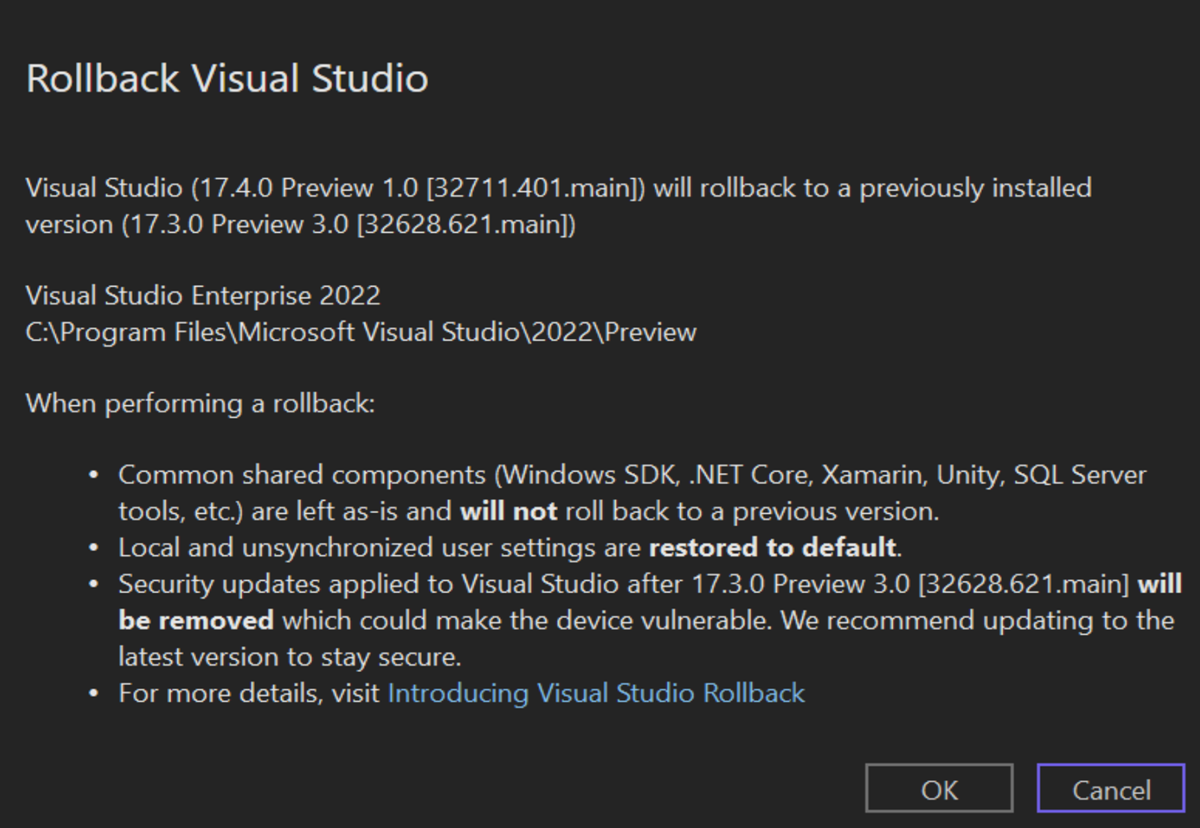 Rollback Visual Studio
Visual Studio (17.4.0 Preview 1.0 [32711.401.main]) will rollback to a previously installed
version (17.3.0 Preview 3.0 [32628.621.main])
Visual Studio Enterprise 2022
C:\Program Files\Microsoft Visual Studio\2022\Preview
When performing a rollback:
• Common shared components (Windows SDK, .NET Core, Xamarin, Unity, SQL Server
tools, etc.) are left as-is and will not roll back to a previous version.
• Local and unsynchronized user settings are restored to default.
• Security updates applied to Visual Studio after 17.3.0 Preview 3.0 [32628.621.main] will
be removed which could make the device vulnerable. We recommend updating to the
latest version to stay secure.
• For more details, visit Introducing Visual Studio Rollback
OK Cancel